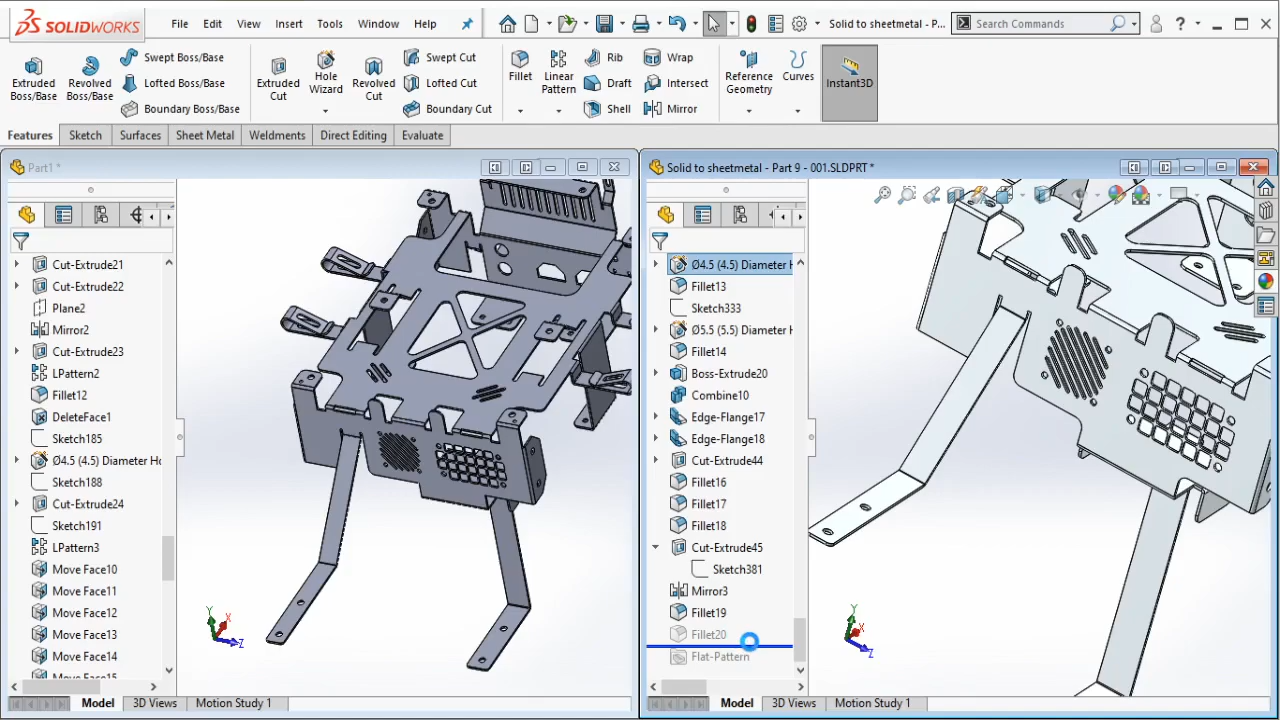 SOLIDWORKS
File Edit View Insert Tools Window Help
Solid to sheetmetal - P...
Search Commands
?
Extruded Boss/Base
Revolved Boss/Base
Swept Boss/Base
Lofted Boss/Base
Boundary Boss/Base
Extruded Cut
Hole Wizard
Revolved Cut
Swept Cut
Lofted Cut
Boundary Cut
Fillet
Linear Pattern
Rib
Draft
Shell
Wrap
Intersect
Mirror
Reference Geometry
Curves
Instant3D
Features Sketch Surfaces Sheet Metal Weldments Direct Editing Evaluate
Part1 *
Cut-Extrude21
Cut-Extrude22
Plane2
Mirror2
Cut-Extrude23
LPattern2
Fillet12
DeleteFace1
Sketch185
Ø4.5 (4.5) Diameter Ho
Sketch188
Cut-Extrude24
Sketch191
LPattern3
Move Face10
Move Face11
Move Face12
Move Face13
Move Face14
Move Face15
Y
X
Z
Model 3D Views Motion Study 1
Solid to sheetmetal - Part 9 - 001.SLDPRT *
Ø4.5 (4.5) Diameter H
Fillet13
Sketch333
Ø5.5 (5.5) Diameter H
Fillet14
Boss-Extrude20
Combine10
Edge-Flange17
Edge-Flange18
Cut-Extrude44
Fillet16
Fillet17
Fillet18
Cut-Extrude45
Sketch381
Mirror3
Fillet19
Fillet20
Flat-Pattern
Y
X
Z
Model 3D Views Motion Study 1